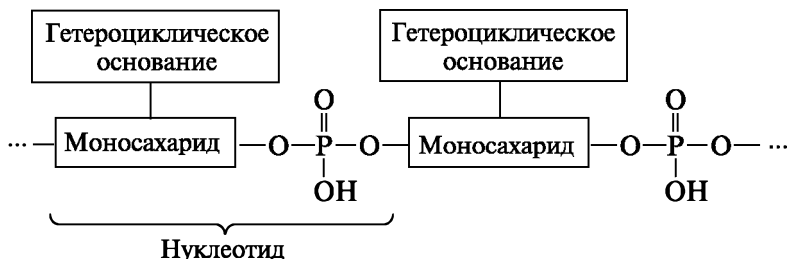 Гетероциклическое
основание
Гетероциклическое
основание
O
O
... Моносахарид —O—P—O— Моносахарид —O—P—O— ...
OH
OH
Нуклеотид